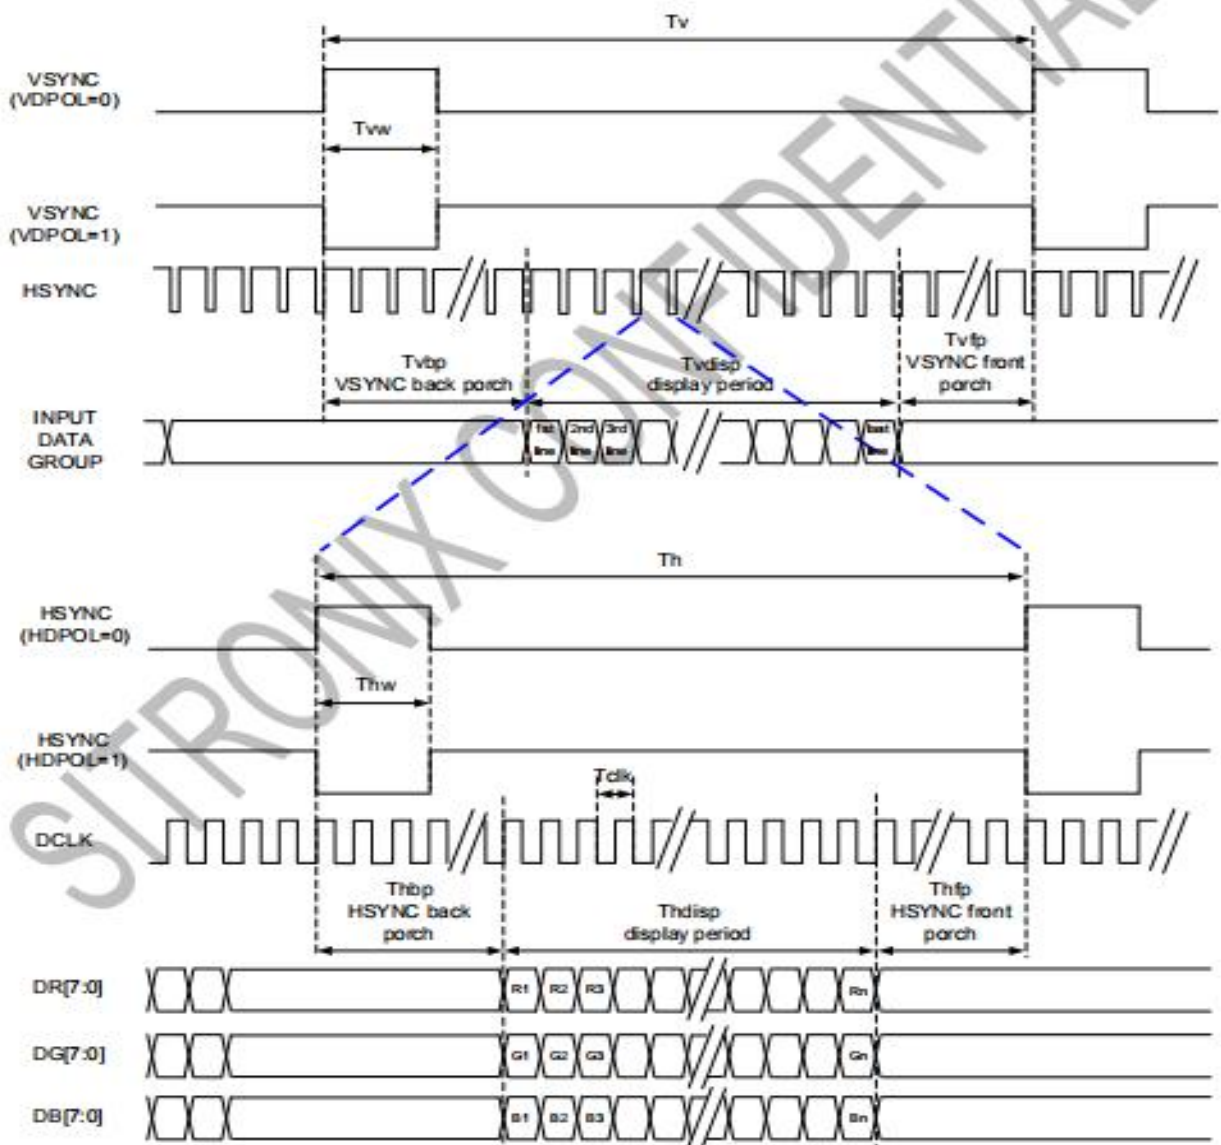 Tv
VSYNC
(VDPOL=0)
Tvw
VSYNC
(VDPOL=1)
HSYNC
Tvbp
VSYNC back porch
Tvdisp
display period
Tvfp
VSYNC front
porch
INPUT
DATA
GROUP
1st
line
2nd
line
3rd
line
last
line
Th
HSYNC
(HDPOL=0)
Thw
HSYNC
(HDPOL=1)
Tclk
DCLK
Thbp
HSYNC back
porch
Thdisp
display period
Thfp
HSYNC front
porch
DR[7:0]
R1 R2 R3 Rn
DG[7:0]
G1 G2 G3 Gn
DB[7:0]
B1 B2 B3 Bn
SITRONIX CONFIDENTIAL